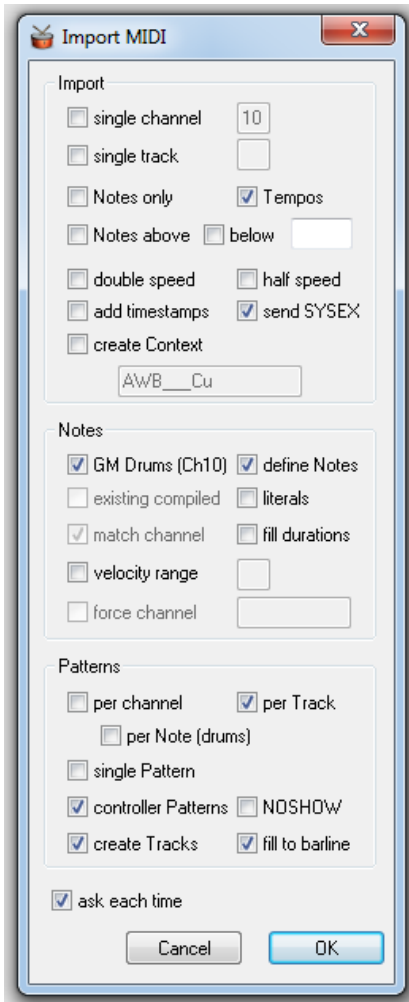 Import MIDI
Import
single channel 10
single track
Notes only Tempos
Notes above below
double speed half speed
add timestamps send SYSEX
create Context
AWB___Cu
Notes
GM Drums (Ch10) define Notes
existing compiled literals
match channel fill durations
velocity range
force channel
Patterns
per channel per Track
per Note (drums)
single Pattern
controller Patterns NOSHOW
create Tracks fill to barline
ask each time
Cancel OK